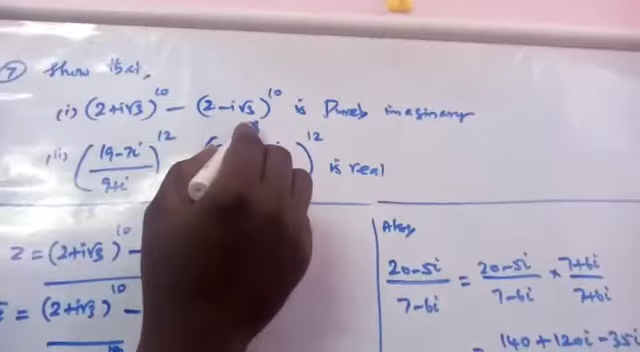 ⑦ Show that,
(i) (2+i√3)^10 − (2−i√3)^10 is Purely imaginary
(ii) ((19−7i)/(9+i))^12 ( )^12 is real
Z = (2+i√3)^10 −
= (2+i√3)^10 −
10
Also
(20−5i)/(7−6i) = (20−5i)/(7−6i) × (7+6i)/(7+6i)
= 140+120i−35i